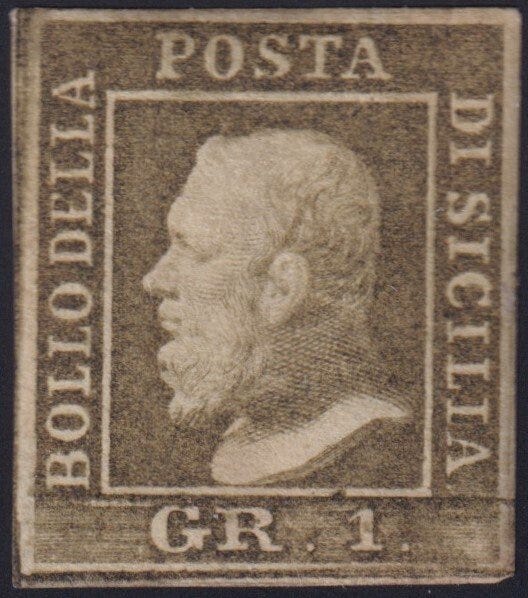 BOLLO DELLA
POSTA
DI SICILIA
GR. 1.